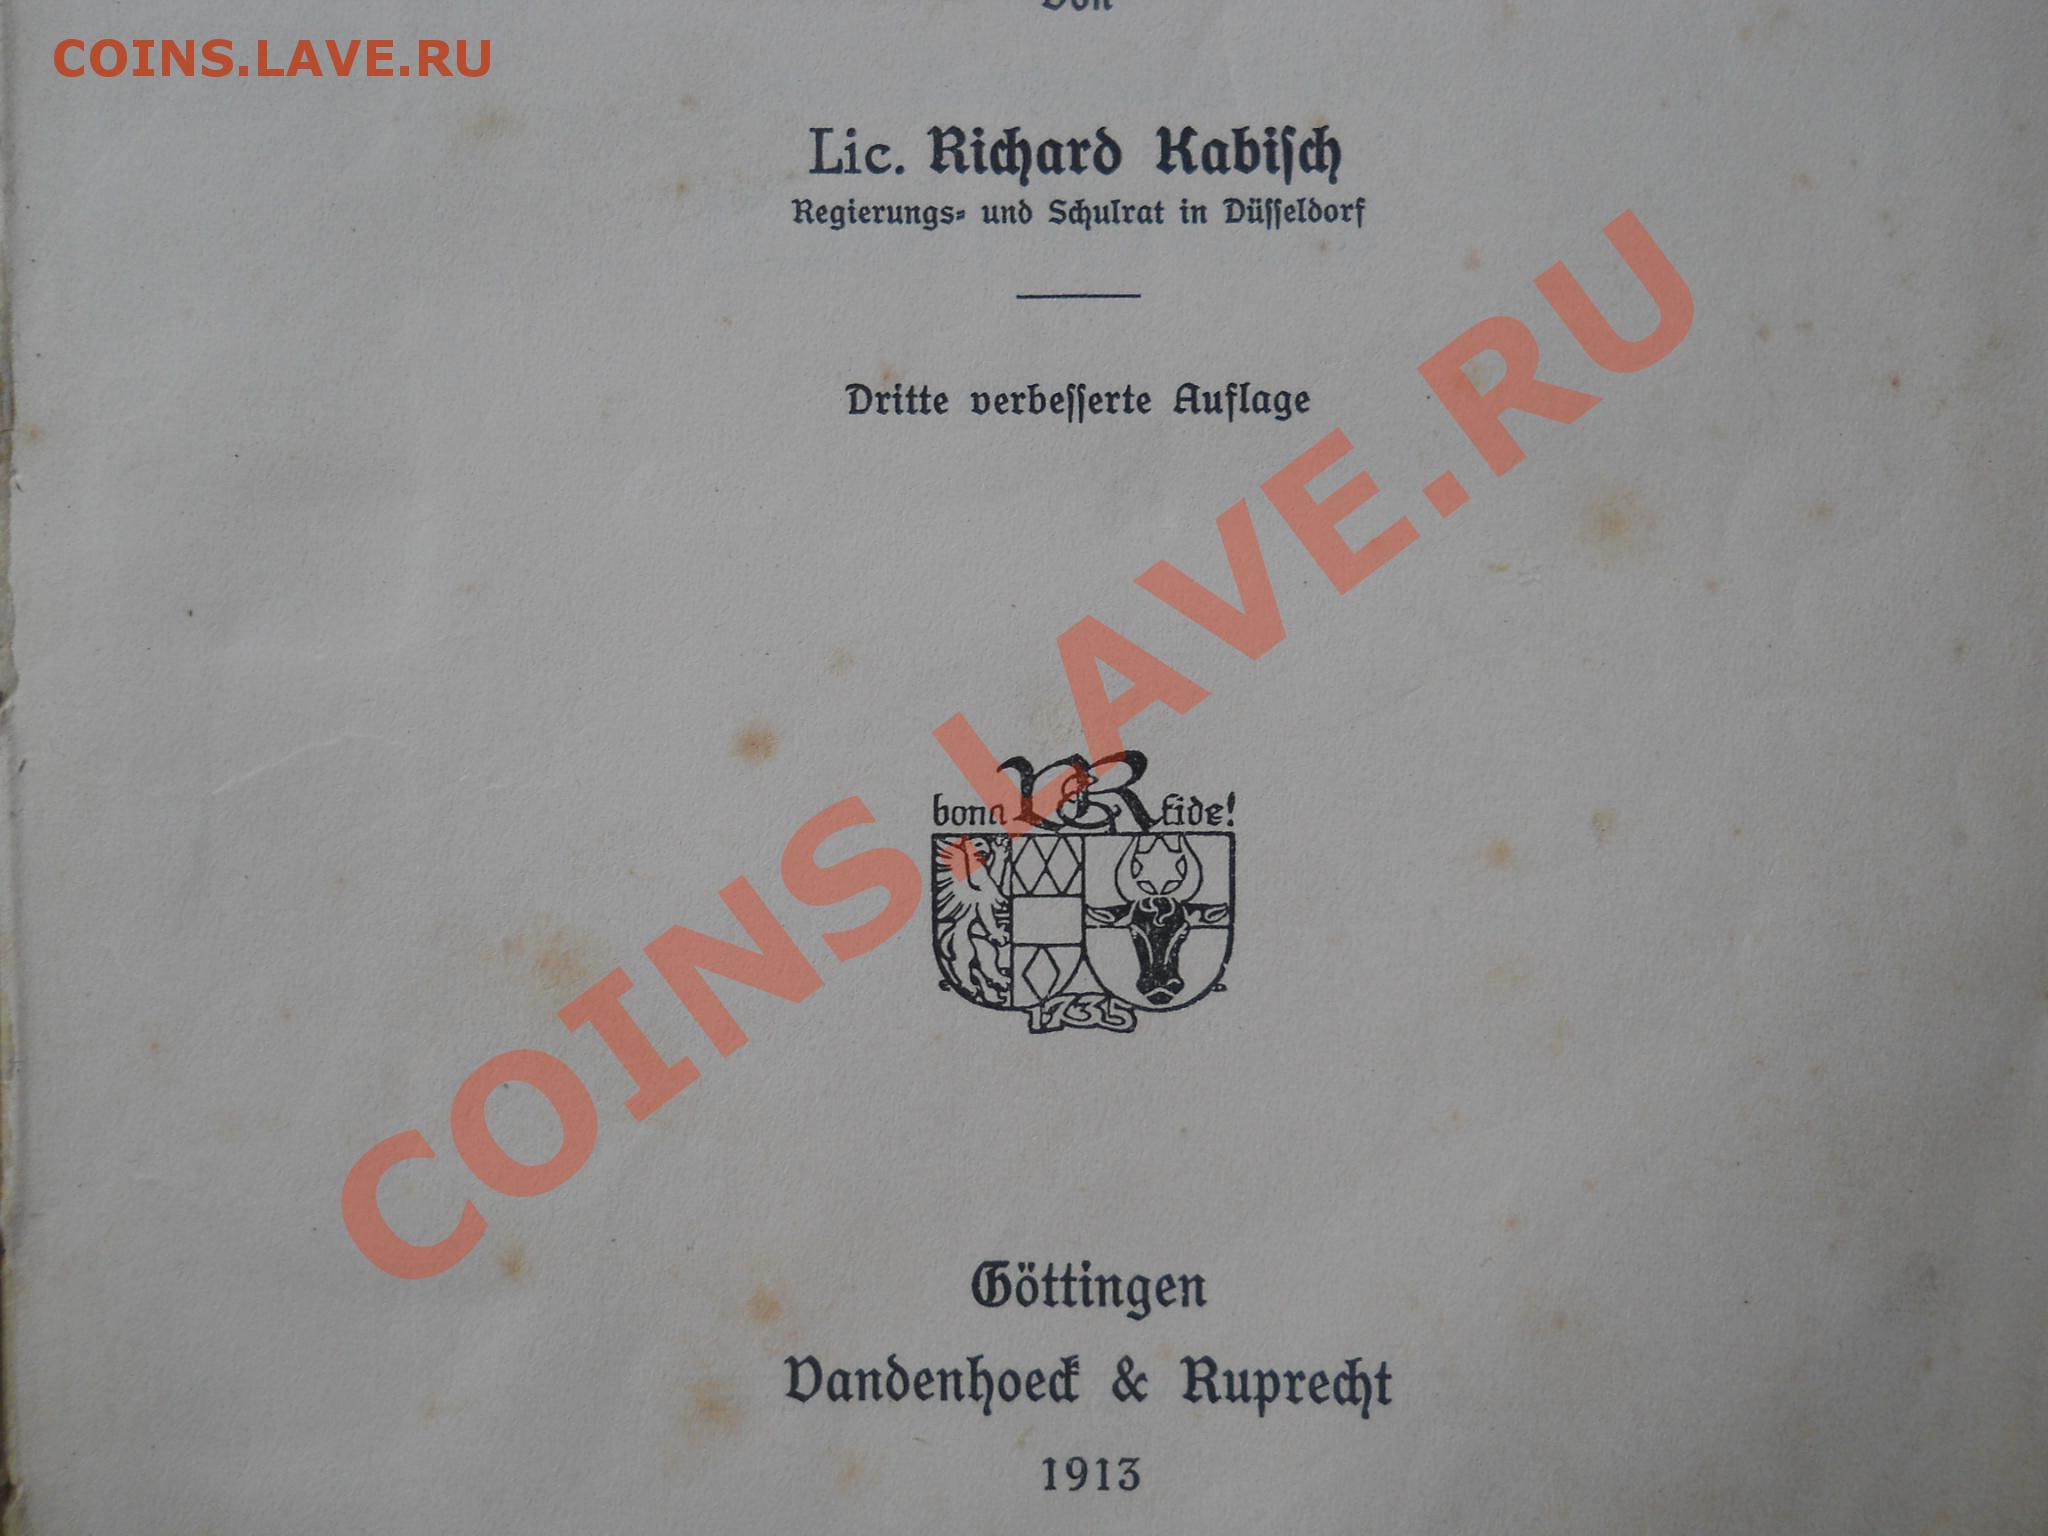 COINS.LAVE.RU
Von
Lic. Richard Kabiſch
Regierungs- und Schulrat in Düſſeldorf
Dritte verbeſſerte Auflage
bona V&R fide!
1735
COINS.LAVE.RU
Göttingen
Vandenhoeck & Ruprecht
1913